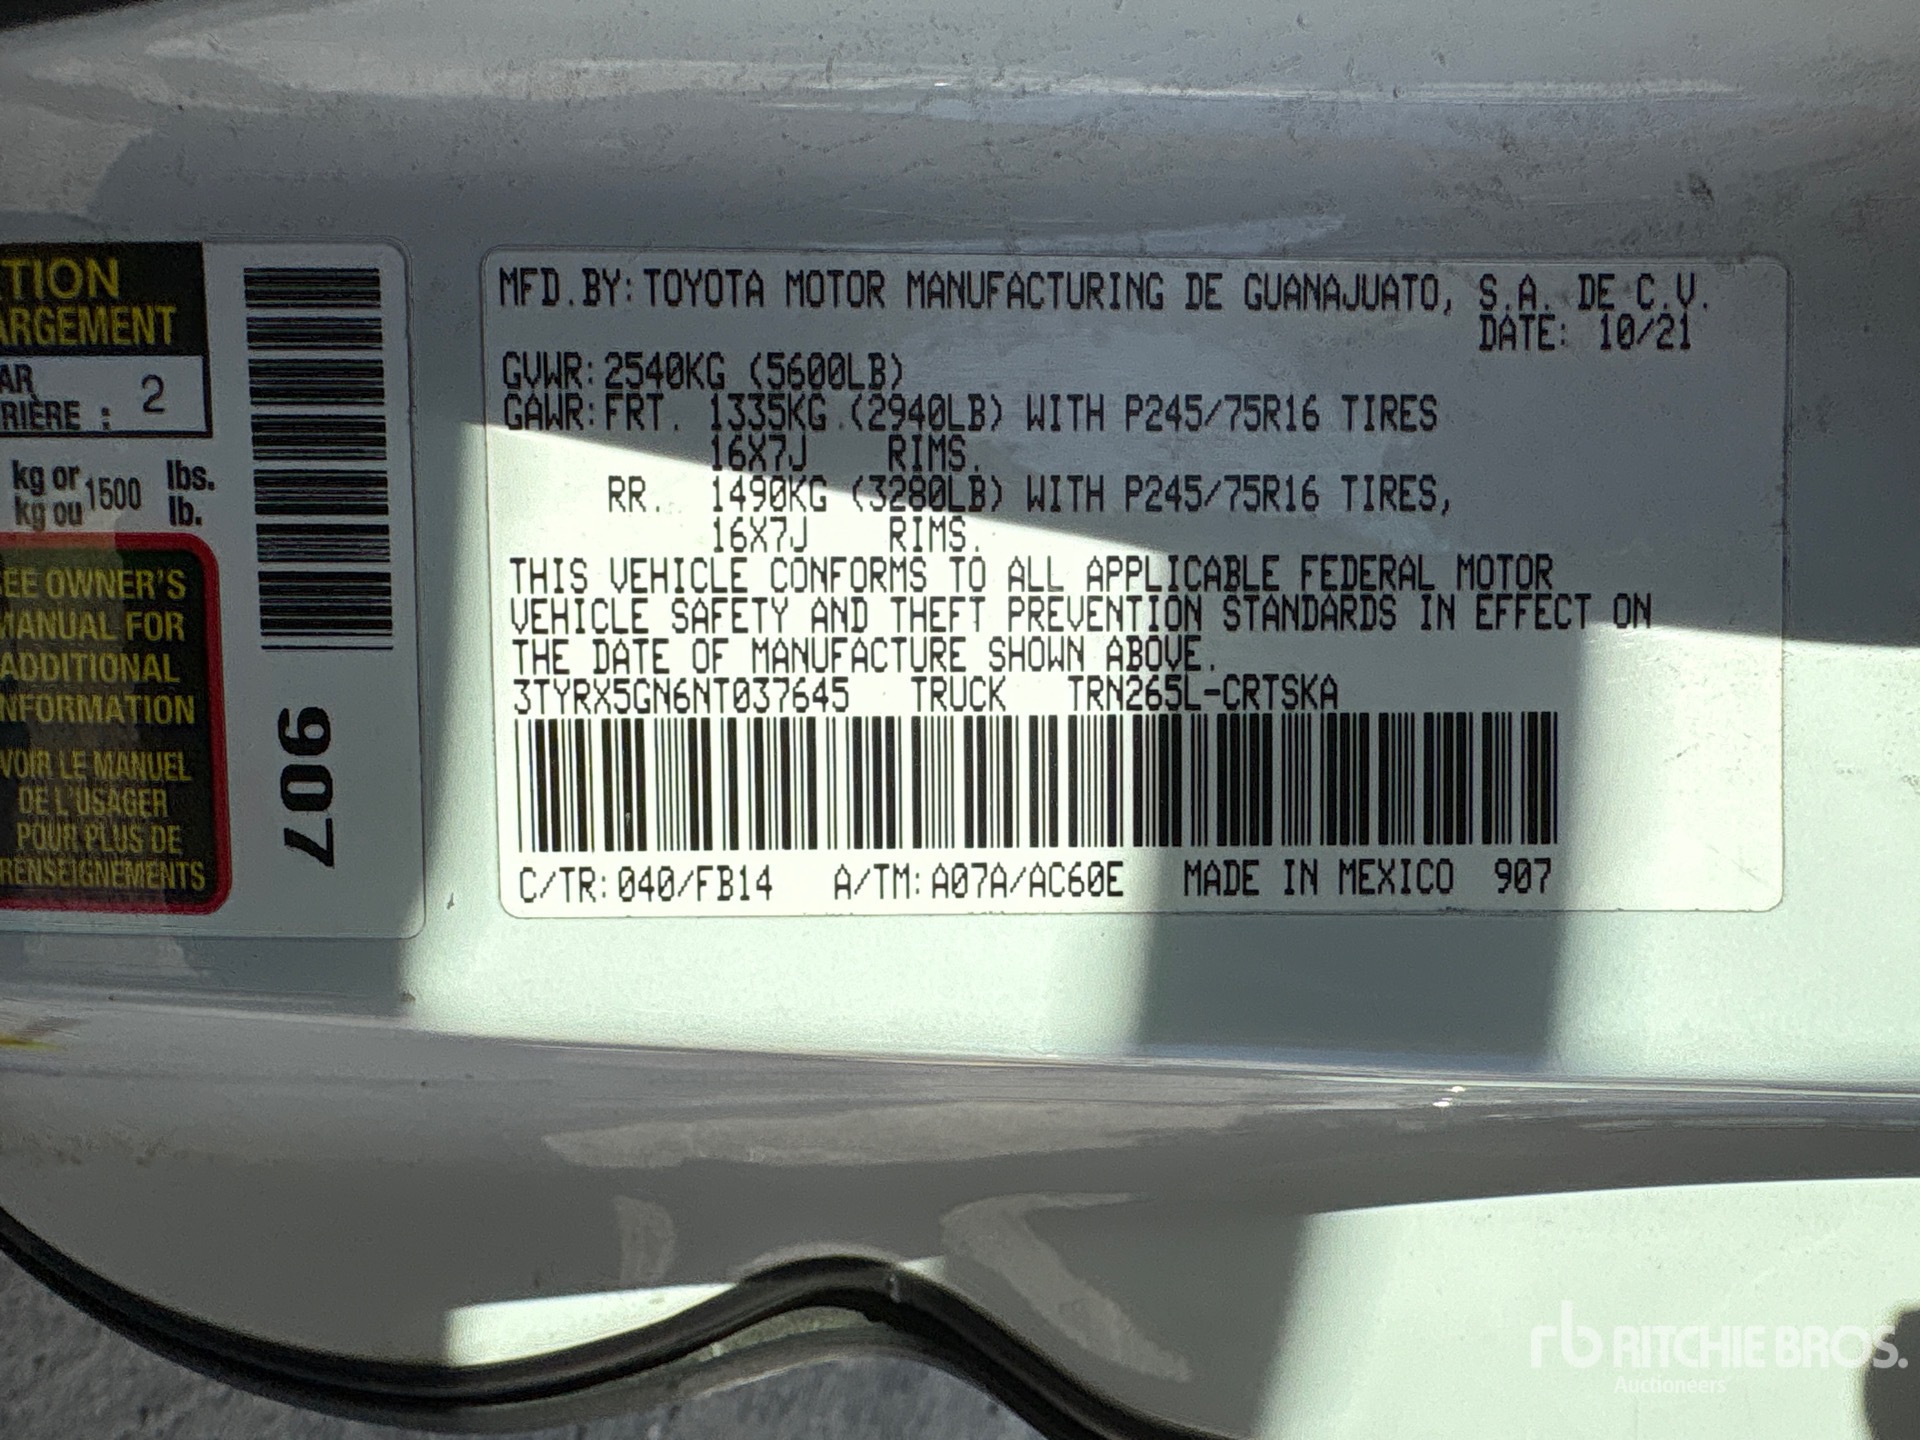 TION
ARGEMENT
AR
RIÈRE : 2
kg or 1500 lbs.
kg ou lb.
EE OWNER'S
MANUAL FOR
ADDITIONAL
NFORMATION
VOIR LE MANUEL
DE L'USAGER
POUR PLUS DE
RENSEIGNEMENTS
907
MFD.BY:TOYOTA MOTOR MANUFACTURING DE GUANAJUATO, S.A. DE C.V.
DATE: 10/21
GVWR:2540KG (5600LB)
GAWR:FRT. 1335KG (2940LB) WITH P245/75R16 TIRES
16X7J RIMS.
RR. 1490KG (3280LB) WITH P245/75R16 TIRES,
16X7J RIMS.
THIS VEHICLE CONFORMS TO ALL APPLICABLE FEDERAL MOTOR
VEHICLE SAFETY AND THEFT PREVENTION STANDARDS IN EFFECT ON
THE DATE OF MANUFACTURE SHOWN ABOVE.
3TYRX5GN6NT037645 TRUCK TRN265L-CRTSKA
C/TR:040/FB14 A/TM:A07A/AC60E MADE IN MEXICO 907
rb RITCHIE BROS.
Auctioneers